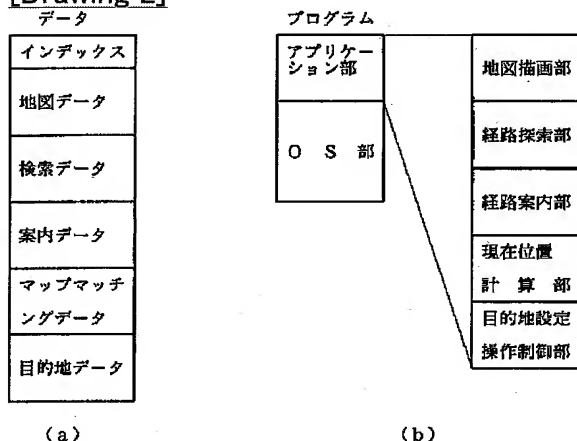 [Drawing 2]
データ
インデックス
地図データ
検索データ
案内データ
マップマッチ
ングデータ
目的地データ
(a)
プログラム
アプリケー
ション部
O S 部
地図描画部
経路探索部
経路案内部
現在位置
計 算 部
目的地設定
操作制御部
(b)